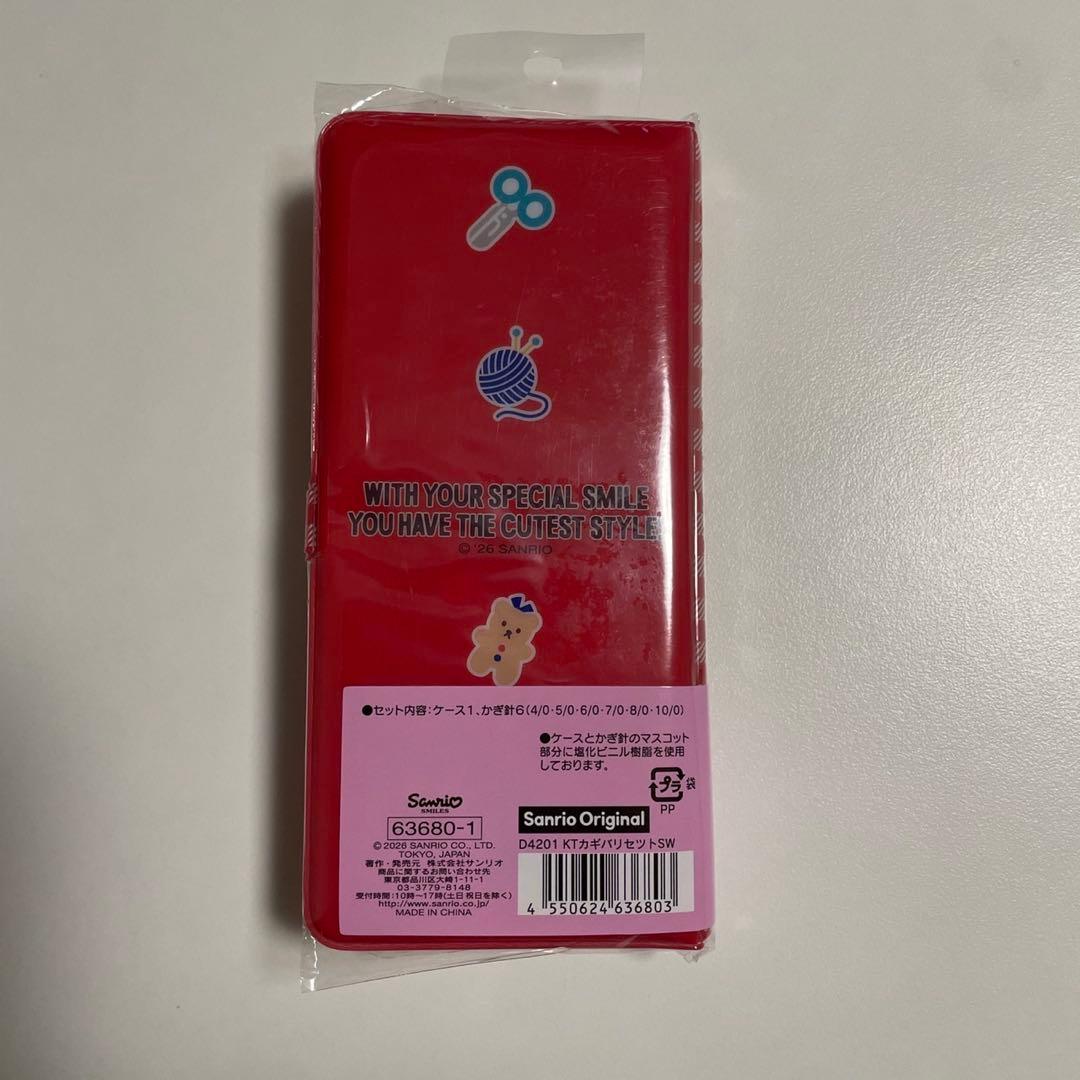 WITH YOUR SPECIAL SMILE
YOU HAVE THE CUTEST STYLE!
© '26 SANRIO
●セット内容:ケース1、かぎ針6(4/0・5/0・6/0・7/0・8/0・10/0)
●ケースとかぎ針のマスコット
部分に塩化ビニル樹脂を使用
しております。
プラ 袋
PP
Sanrio
SMILES
63680-1
© 2026 SANRIO CO., LTD.
TOKYO, JAPAN
著作・発売元 株式会社サンリオ
商品に関するお問い合わせ先
東京都品川区大崎1-11-1
03-3779-8148
受付時間:10時〜17時(土日祝日を除く)
http://www.sanrio.co.jp/
MADE IN CHINA
Sanrio Original
D4201 KTカギバリセットSW
4 550624 636803